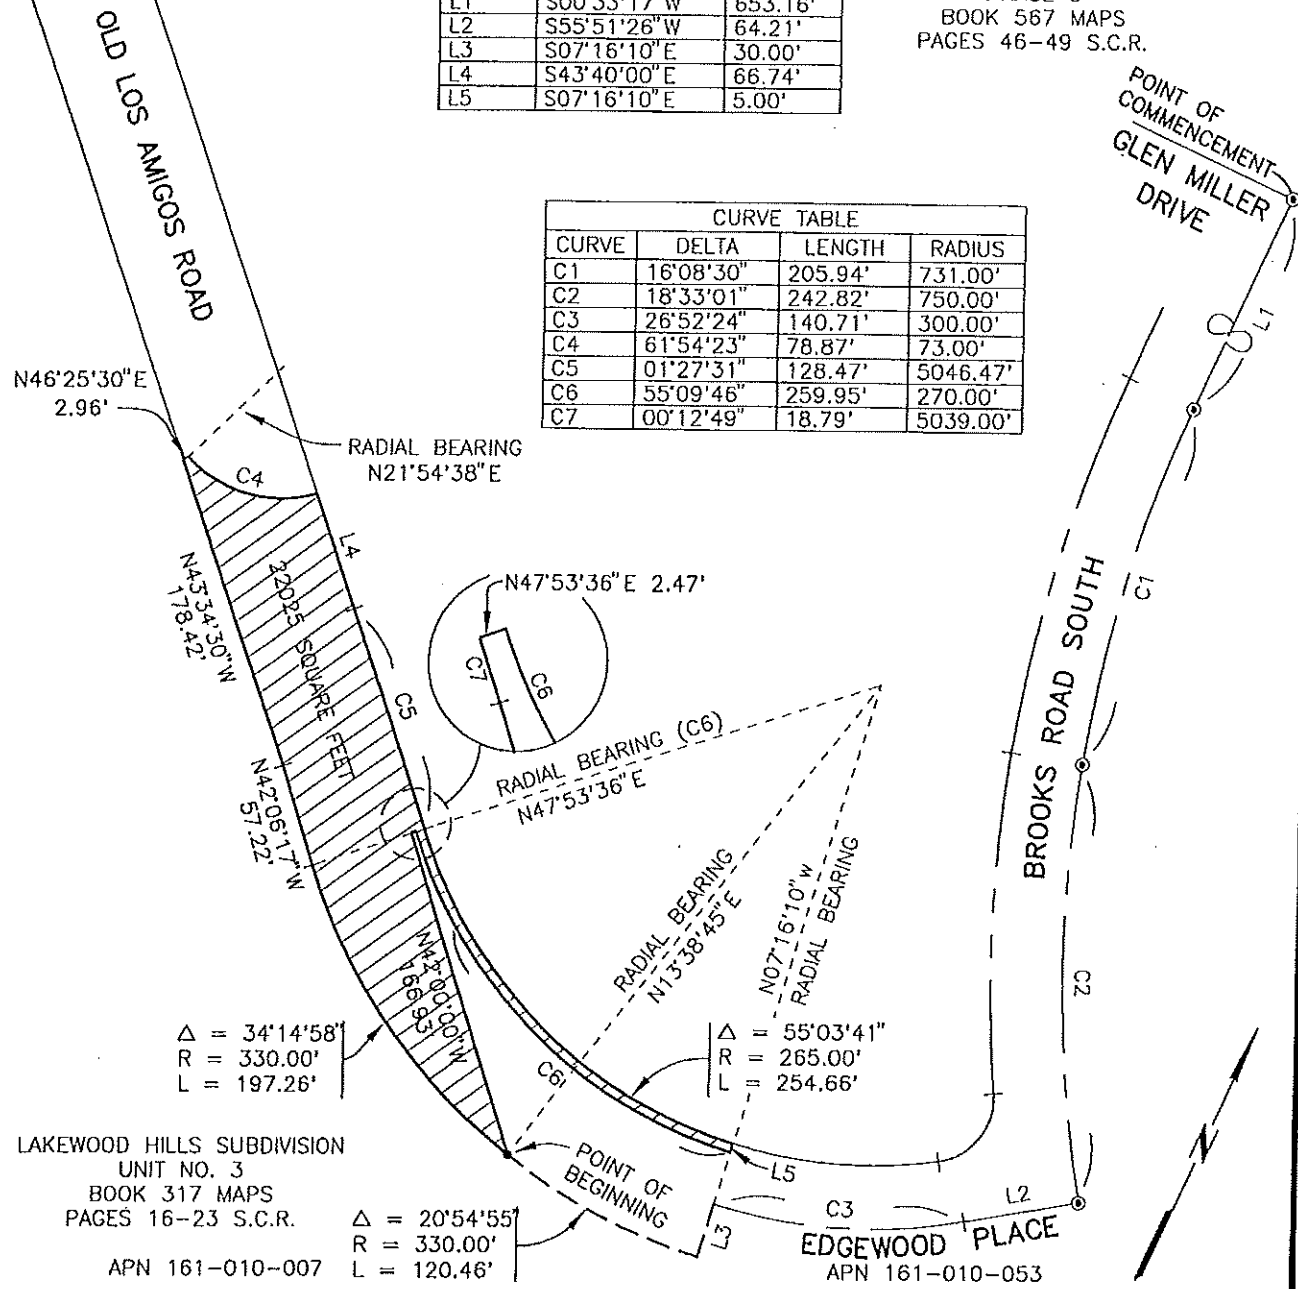 L1 S00°33'17"W 653.16'
L2 S55°51'26"W 64.21'
L3 S07°16'10"E 30.00'
L4 S43°40'00"E 66.74'
L5 S07°16'10"E 5.00'
BOOK 567 MAPS
PAGES 46-49 S.C.R.
POINT OF
COMMENCEMENT
GLEN MILLER
DRIVE
OLD LOS AMIGOS ROAD
CURVE TABLE
CURVE DELTA LENGTH RADIUS
C1 16°08'30" 205.94' 731.00'
C2 18°33'01" 242.82' 750.00'
C3 26°52'24" 140.71' 300.00'
C4 61°54'23" 78.87' 73.00'
C5 01°27'31" 128.47' 5046.47'
C6 55°09'46" 259.95' 270.00'
C7 00°12'49" 18.79' 5039.00'
L1
N46°25'30"E
2.96'
RADIAL BEARING
N21°54'38"E
C4
L4
N43°34'30"W
178.42'
22025 SQUARE FEET
N47°53'36"E 2.47'
C7
C6
C5
C1
BROOKS ROAD SOUTH
RADIAL BEARING (C6)
N47°53'36"E
N42°06'17"W
57.22'
RADIAL BEARING
N13°38'45"E
N07°16'10"W
RADIAL BEARING
N42°00'00"W
166.93'
C2
Δ = 34°14'58"
R = 330.00'
L = 197.26'
C6
Δ = 55°03'41"
R = 265.00'
L = 254.66'
N
LAKEWOOD HILLS SUBDIVISION
UNIT NO. 3
BOOK 317 MAPS
PAGES 16-23 S.C.R.
APN 161-010-007
POINT OF
BEGINNING
L5
L3
C3
L2
Δ = 20°54'55"
R = 330.00'
L = 120.46'
EDGEWOOD PLACE
APN 161-010-053